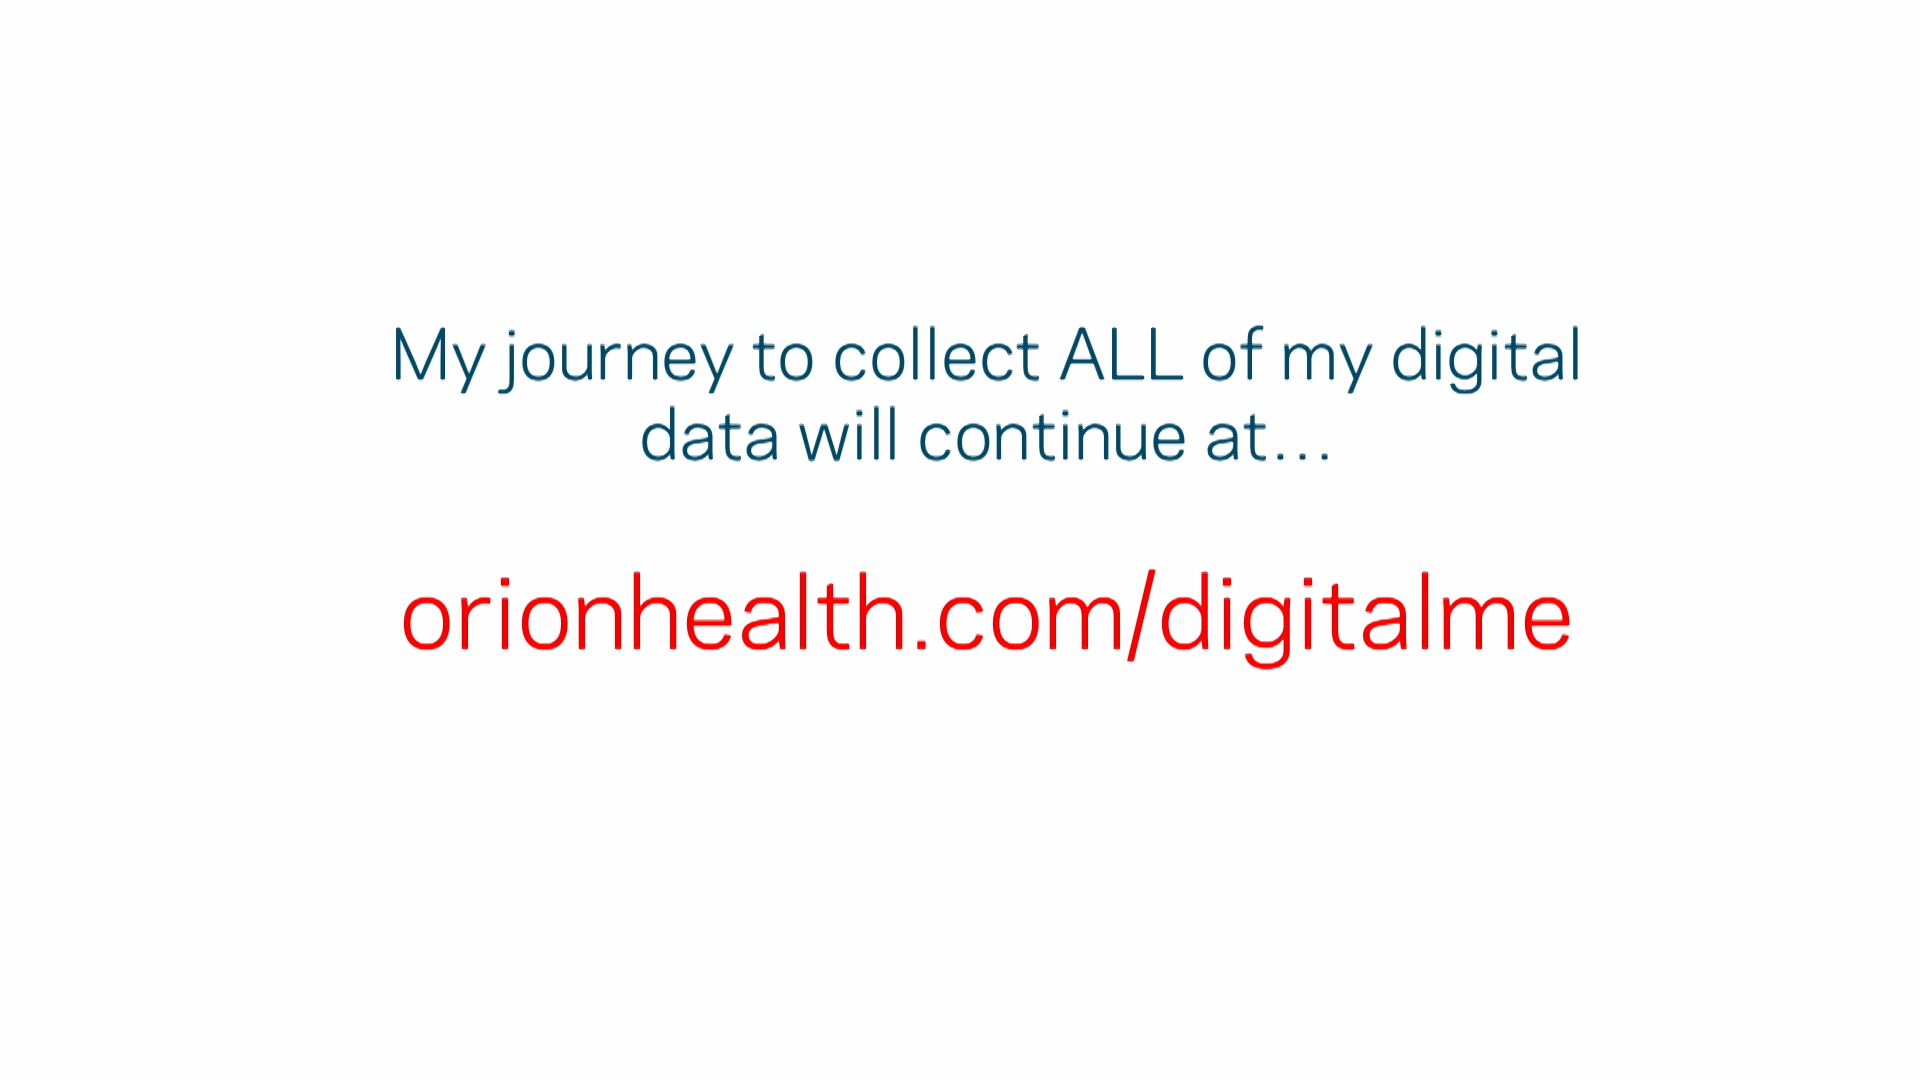 My journey to collect ALL of my digital
data will continue at...
orionhealth.com/digitalme